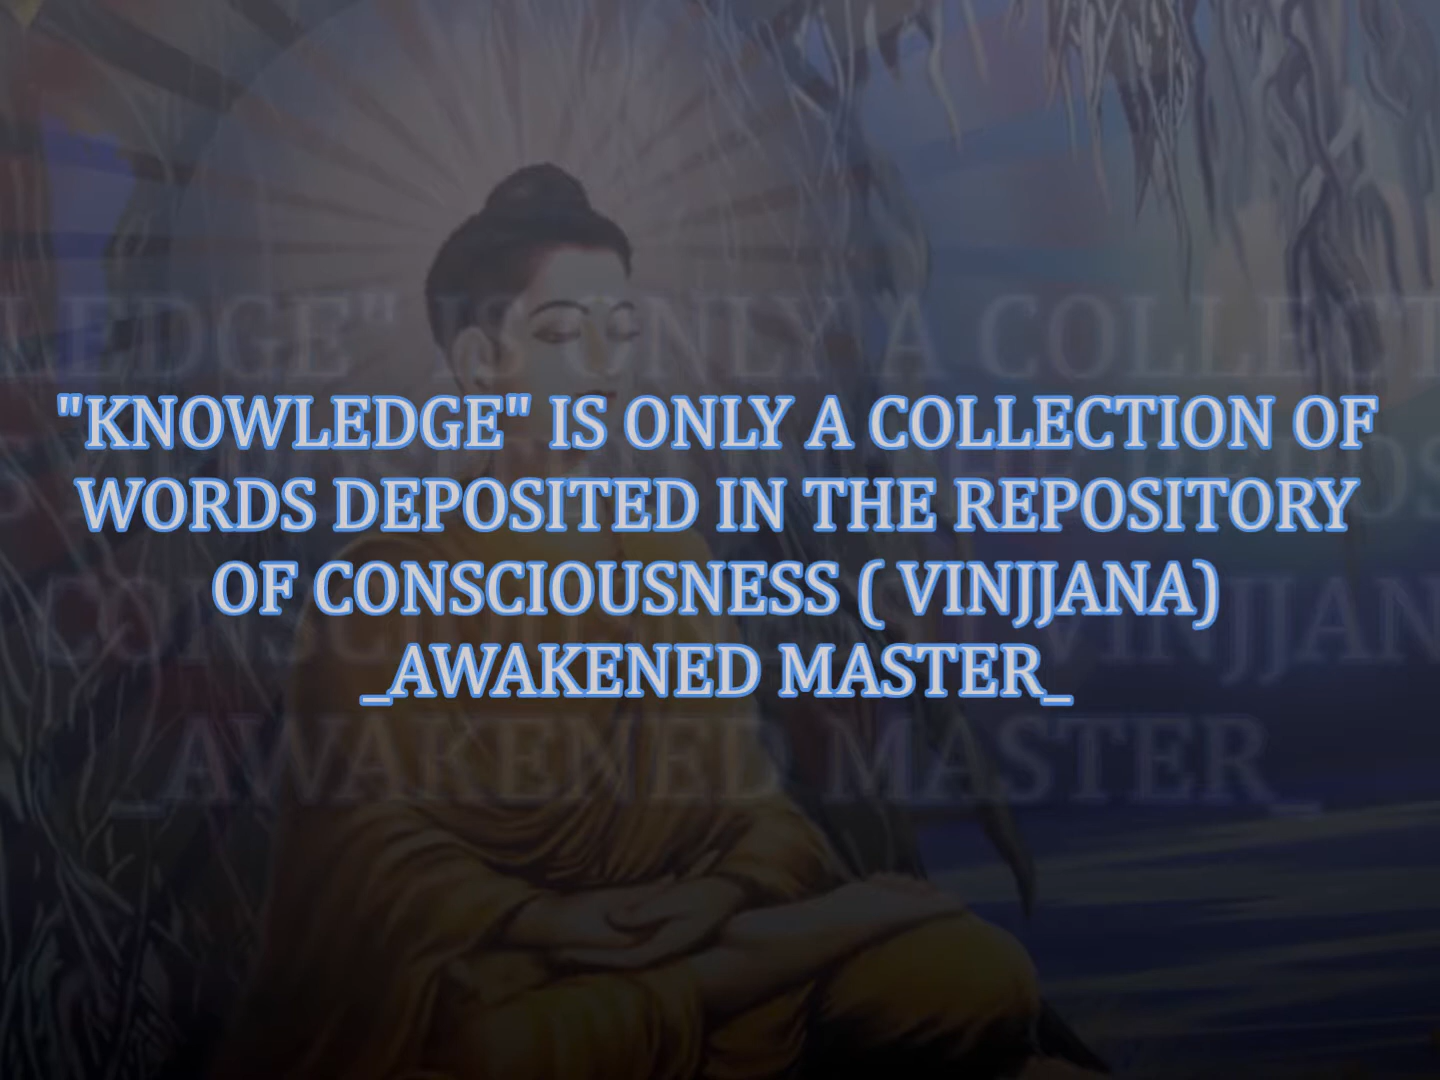 "KNOWLEDGE" IS ONLY A COLLECTION OF
WORDS DEPOSITED IN THE REPOSITORY
OF CONSCIOUSNESS ( VINJJANA)
_AWAKENED MASTER_